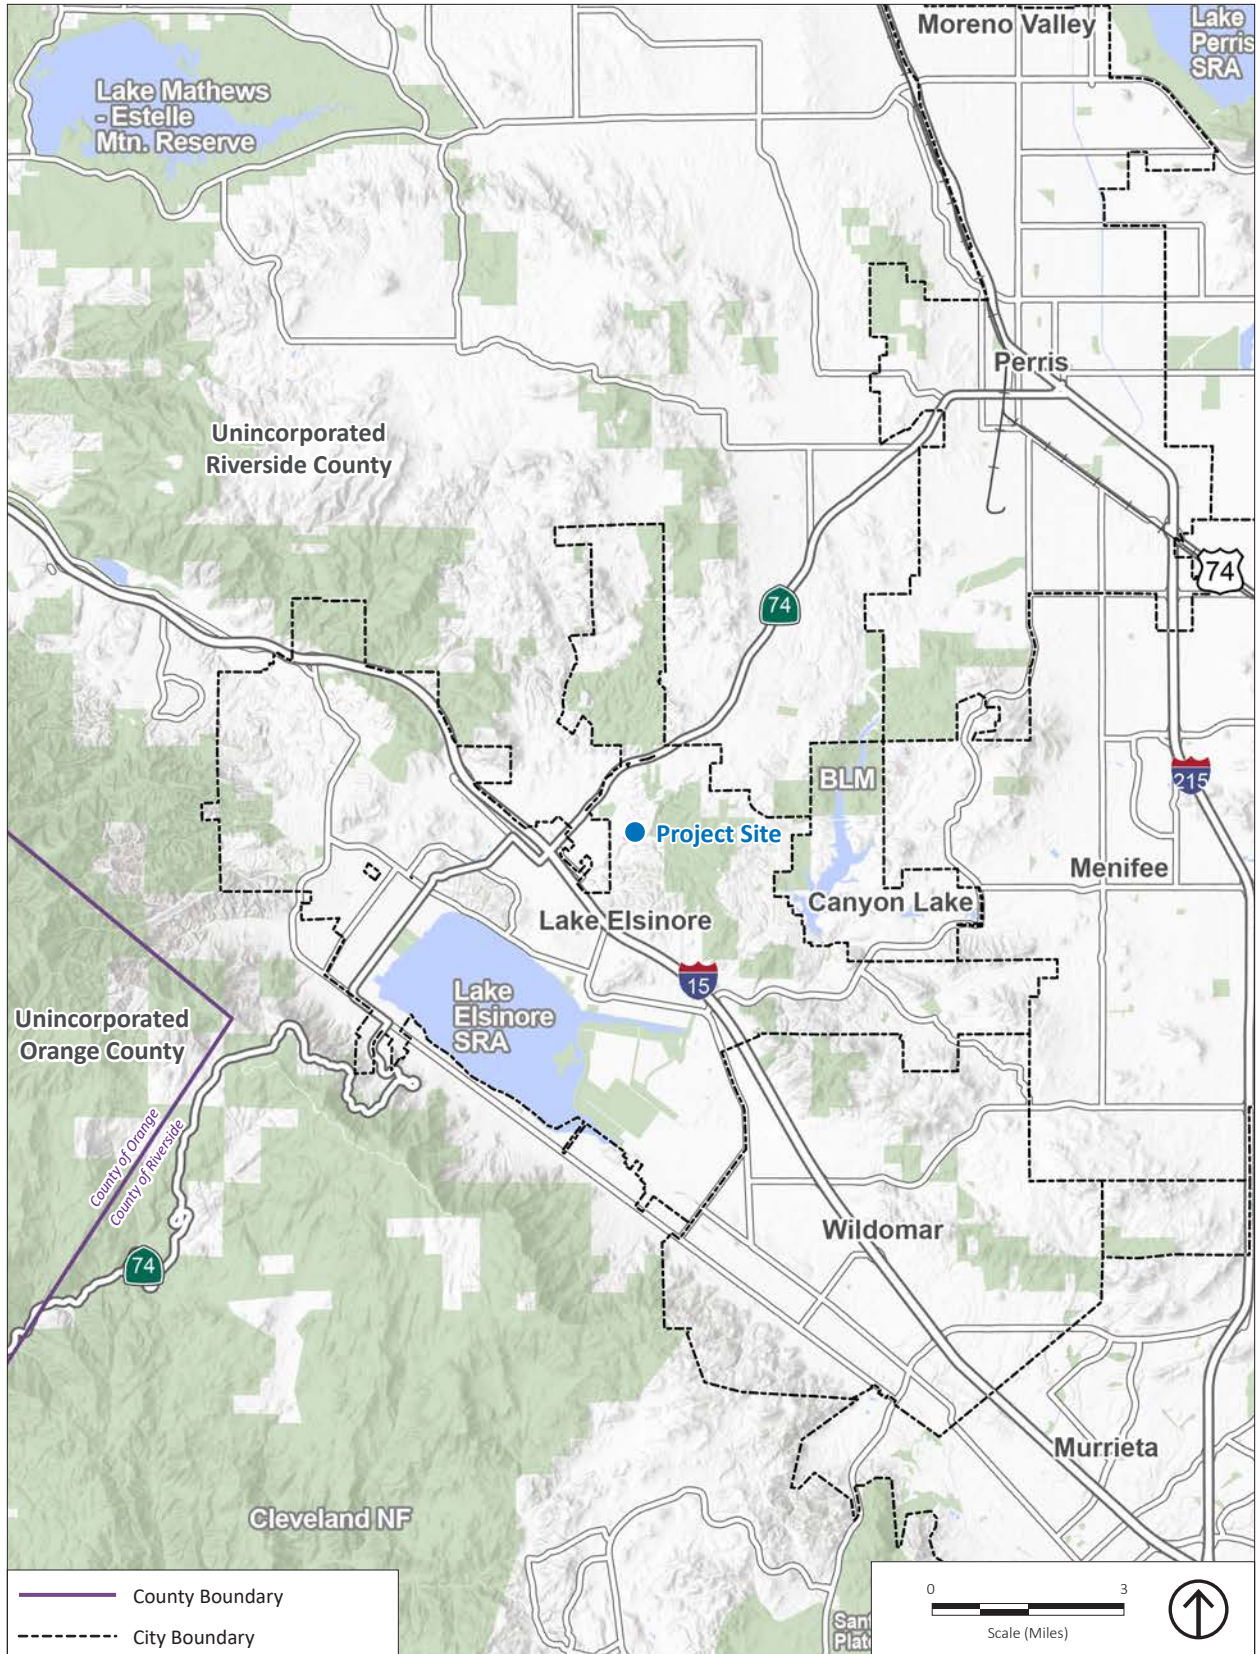 Moreno Valley
Lake
Perris
SRA
Lake Mathews
- Estelle
Mtn. Reserve
Perris
Unincorporated
Riverside County
74
74
215
BLM
Project Site
Menifee
Canyon Lake
Lake Elsinore
15
Lake
Elsinore
SRA
Unincorporated
Orange County
County of Orange
County of Riverside
Wildomar
74
Murrieta
Cleveland NF
County Boundary
City Boundary
0 3
Scale (Miles)